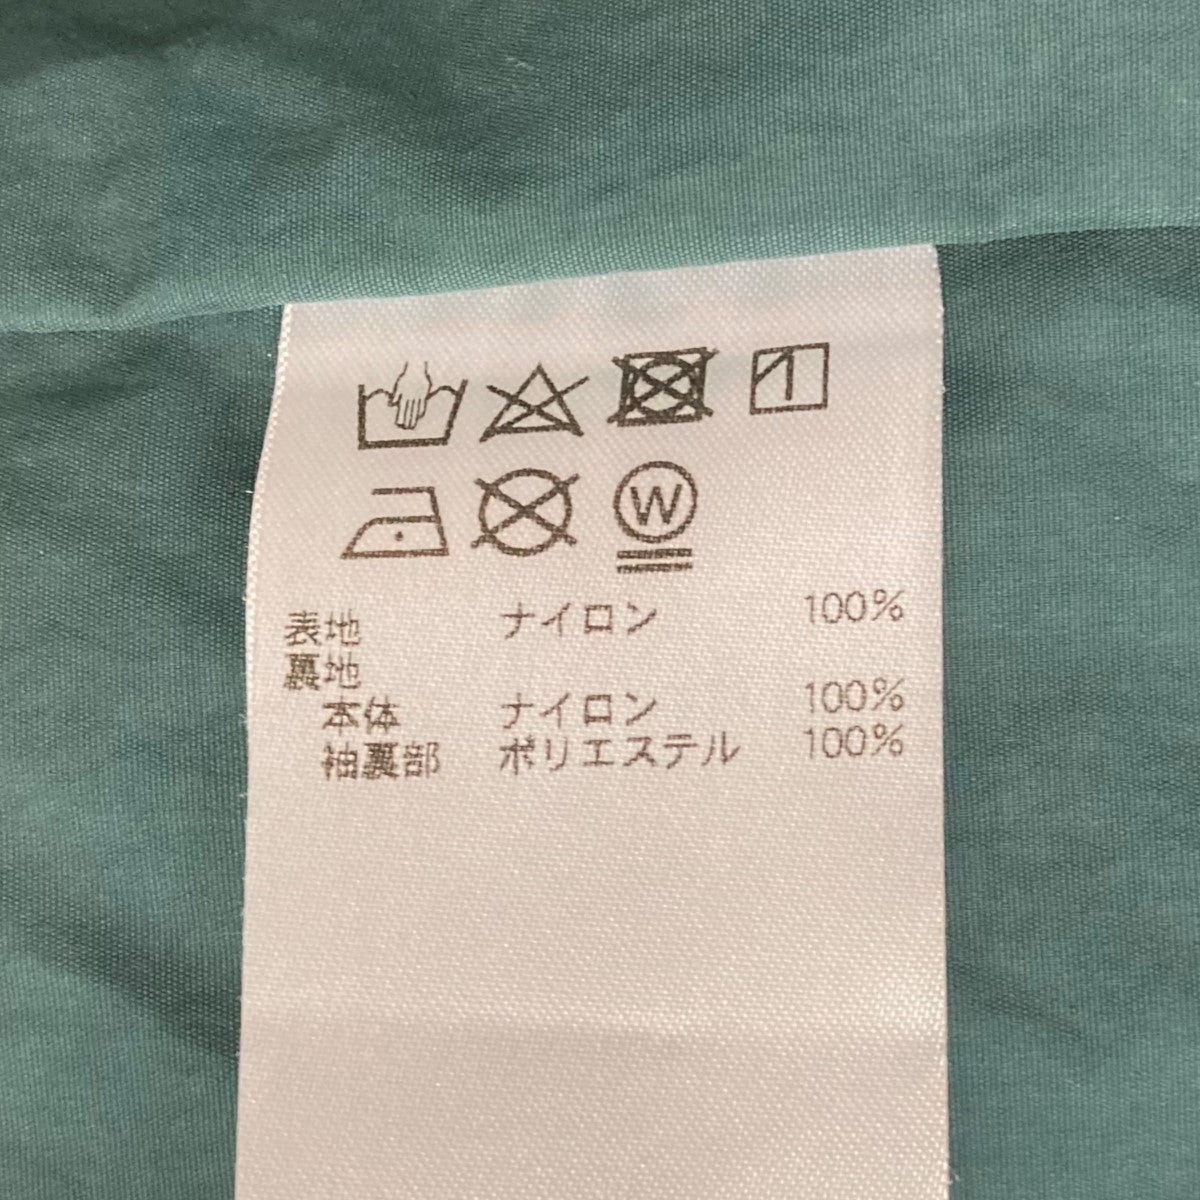 W
表地 ナイロン 100%
裏地
本体 ナイロン 100%
袖裏部 ポリエステル 100%